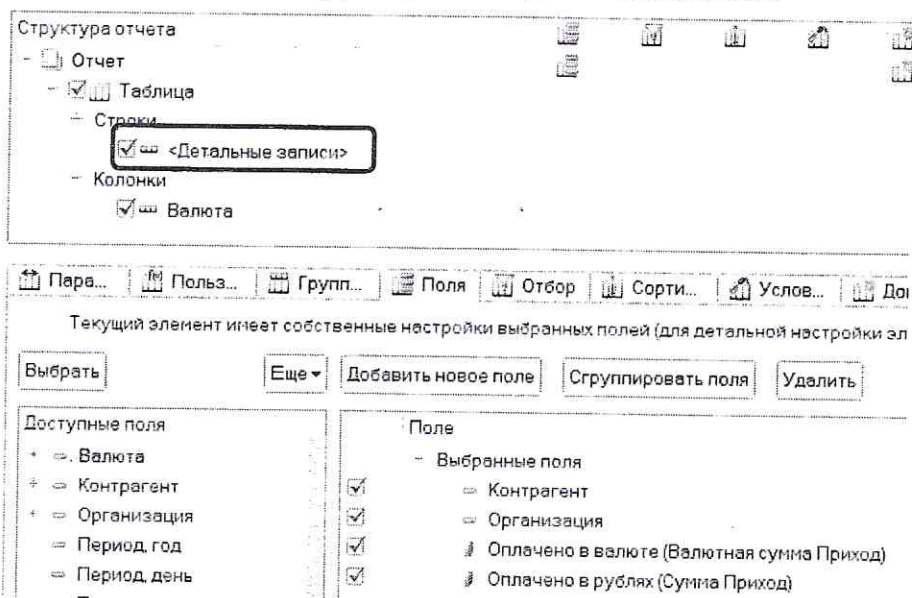 Структура отчета
Отчет
Таблица
Строки
<Детальные записи>
Колонки
Валюта
Пара... Польз... Групп... Поля Отбор Сорти... Услов...
Текущий элемент имеет собственные настройки выбранных полей (для детальной настройки эл
Выбрать Еще Добавить новое поле Сгруппировать поля Удалить
Доступные поля Поле
Валюта Выбранные поля
Контрагент Контрагент
Организация Организация
Период, год Оплачено в валюте (Валютная сумма Приход)
Период, день Оплачено в рублях (Сумма Приход)